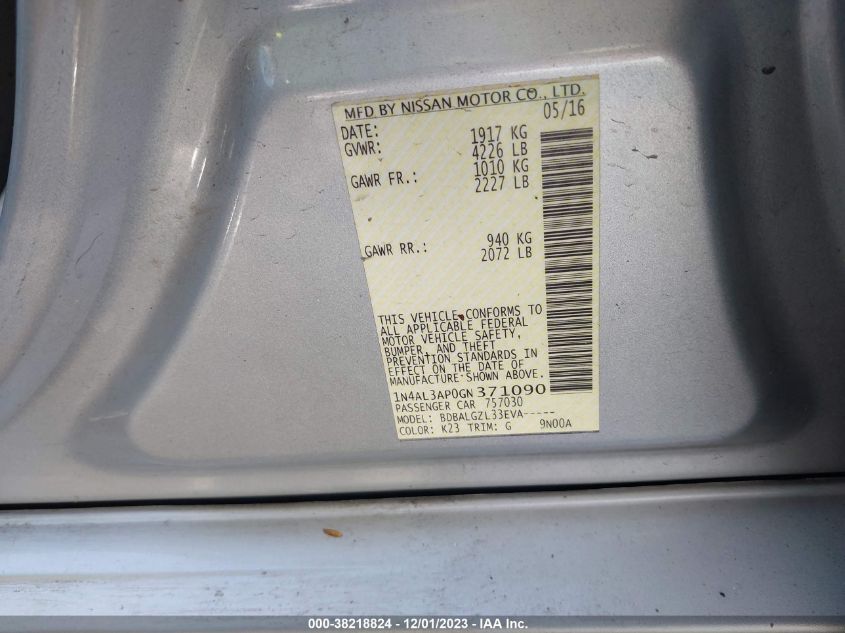 MFD BY NISSAN MOTOR CO., LTD.
DATE: 05/16
GVWR: 1917 KG
4226 LB
GAWR FR.: 1010 KG
2227 LB
GAWR RR.: 940 KG
2072 LB
THIS VEHICLE CONFORMS TO
ALL APPLICABLE FEDERAL
MOTOR VEHICLE SAFETY,
BUMPER, AND THEFT
PREVENTION STANDARDS IN
EFFECT ON THE DATE OF
MANUFACTURE SHOWN ABOVE.
1N4AL3AP0GN371090
PASSENGER CAR 757030
MODEL: BDBALGZL33EVA-----
COLOR: K23 TRIM: G 9N00A
000-38218824 - 12/01/2023 - IAA Inc.